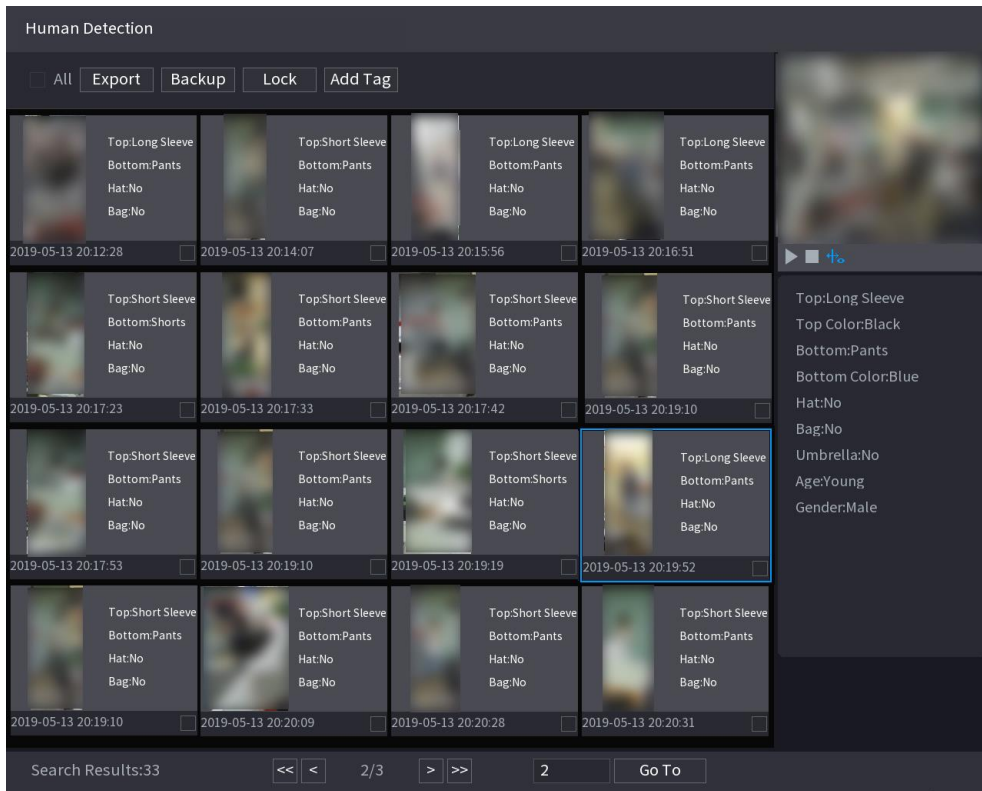 Human Detection
All Export Backup Lock Add Tag
Top:Long Sleeve
Bottom:Pants
Hat:No
Bag:No
2019-05-13 20:12:28
Top:Short Sleeve
Bottom:Pants
Hat:No
Bag:No
2019-05-13 20:14:07
Top:Long Sleeve
Bottom:Pants
Hat:No
Bag:No
2019-05-13 20:15:56
Top:Long Sleeve
Bottom:Pants
Hat:No
Bag:No
2019-05-13 20:16:51
Top:Short Sleeve
Bottom:Shorts
Hat:No
Bag:No
2019-05-13 20:17:23
Top:Short Sleeve
Bottom:Pants
Hat:No
Bag:No
2019-05-13 20:17:33
Top:Short Sleeve
Bottom:Pants
Hat:No
Bag:No
2019-05-13 20:17:42
Top:Short Sleeve
Bottom:Pants
Hat:No
Bag:No
2019-05-13 20:19:10
Top:Short Sleeve
Bottom:Pants
Hat:No
Bag:No
2019-05-13 20:17:53
Top:Short Sleeve
Bottom:Pants
Hat:No
Bag:No
2019-05-13 20:19:10
Top:Short Sleeve
Bottom:Shorts
Hat:No
Bag:No
2019-05-13 20:19:19
Top:Long Sleeve
Bottom:Pants
Hat:No
Bag:No
2019-05-13 20:19:52
Top:Short Sleeve
Bottom:Pants
Hat:No
Bag:No
2019-05-13 20:19:10
Top:Short Sleeve
Bottom:Pants
Hat:No
Bag:No
2019-05-13 20:20:09
Top:Short Sleeve
Bottom:Pants
Hat:No
Bag:No
2019-05-13 20:20:28
Top:Short Sleeve
Bottom:Pants
Hat:No
Bag:No
2019-05-13 20:20:31
Top:Long Sleeve
Top Color:Black
Bottom:Pants
Bottom Color:Blue
Hat:No
Bag:No
Umbrella:No
Age:Young
Gender:Male
Search Results:33 << < 2/3 > >> 2 Go To